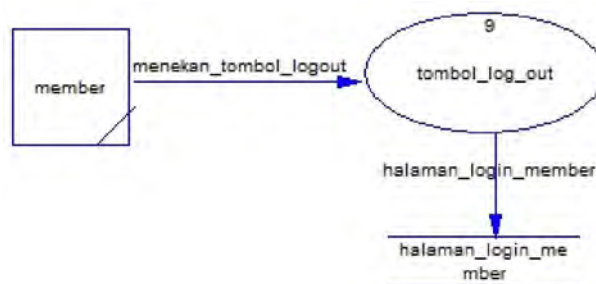 9
menekan_tombol_logout
member
tombol_log_out
halaman_login_member
halaman_login_me
mber